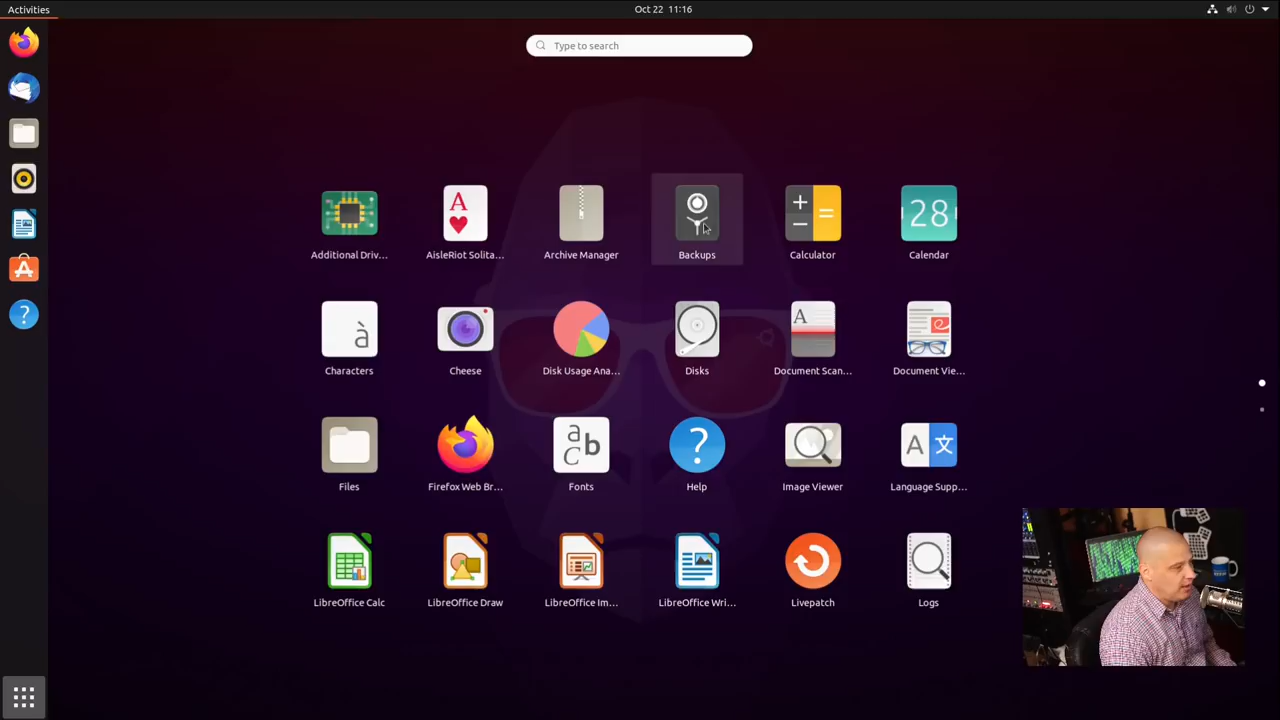 Activities
Oct 22 11:16
Type to search
Additional Driv...
AisleRiot Solita...
Archive Manager
Backups
Calculator
Calendar
Characters
Cheese
Disk Usage Ana...
Disks
Document Scan...
Document Vie...
Files
Firefox Web Br...
Fonts
Help
Image Viewer
Language Supp...
LibreOffice Calc
LibreOffice Draw
LibreOffice Im...
LibreOffice Wri...
Livepatch
Logs